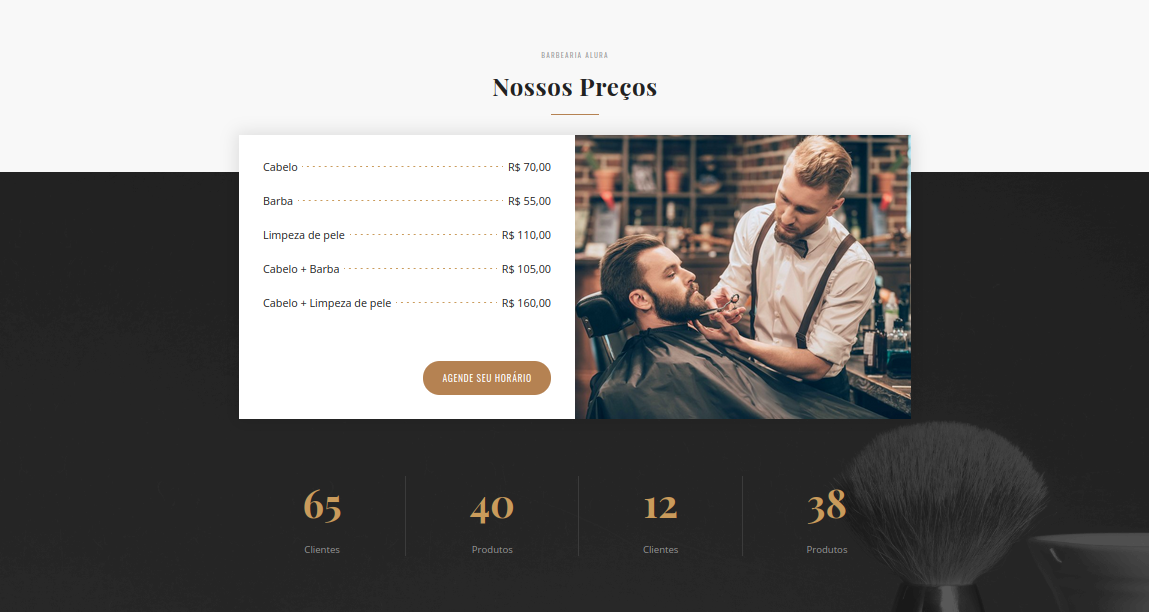 BARBEARIA ALURA
Nossos Preços
Cabelo R$ 70,00
Barba R$ 55,00
Limpeza de pele R$ 110,00
Cabelo + Barba R$ 105,00
Cabelo + Limpeza de pele R$ 160,00
AGENDE SEU HORÁRIO
65 40 12 38
Clientes Produtos Clientes Produtos